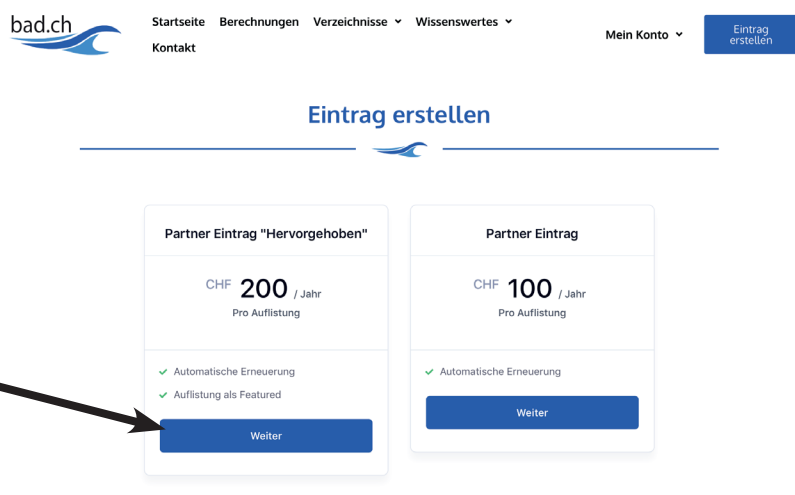 bad.ch
Startseite Berechnungen Verzeichnisse Wissenswertes
Kontakt
Mein Konto
Eintrag
erstellen
Eintrag erstellen
Partner Eintrag "Hervorgehoben"
CHF 200 / Jahr
Pro Auflistung
Automatische Erneuerung
Auflistung als Featured
Weiter
Partner Eintrag
CHF 100 / Jahr
Pro Auflistung
Automatische Erneuerung
Weiter